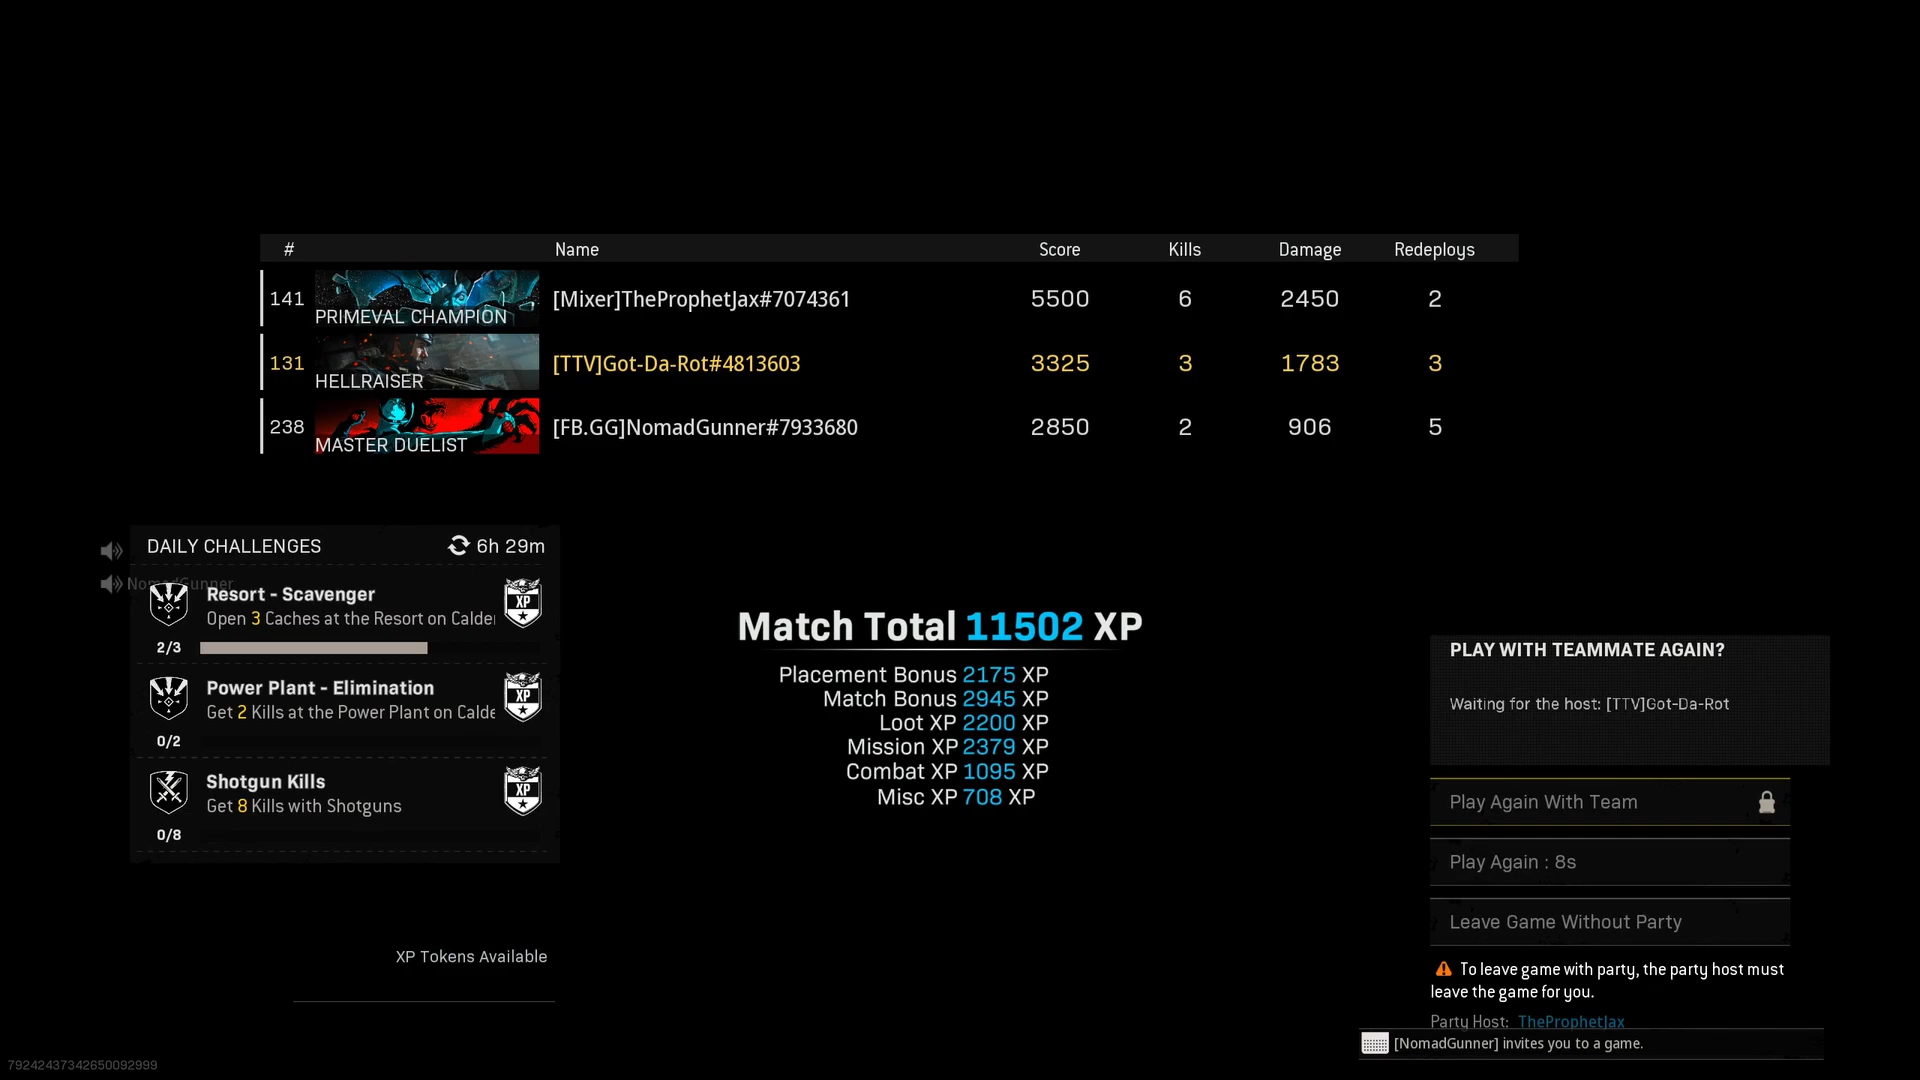 # Name Score Kills Damage Redeploys
141 PRIMEVAL CHAMPION [Mixer]TheProphetJax#7074361 5500 6 2450 2
131 HELLRAISER [TTV]Got-Da-Rot#4813603 3325 3 1783 3
238 MASTER DUELIST [FB.GG]NomadGunner#7933680 2850 2 906 5
DAILY CHALLENGES 6h 29m
NomadGunner
Resort - Scavenger
Open 3 Caches at the Resort on Calder
XP
2/3
Power Plant - Elimination
Get 2 Kills at the Power Plant on Calde
XP
0/2
Shotgun Kills
Get 8 Kills with Shotguns
XP
0/8
XP Tokens Available
Match Total 11502 XP
Placement Bonus 2175 XP
Match Bonus 2945 XP
Loot XP 2200 XP
Mission XP 2379 XP
Combat XP 1095 XP
Misc XP 708 XP
PLAY WITH TEAMMATE AGAIN?
Waiting for the host: [TTV]Got-Da-Rot
Play Again With Team
Play Again : 8s
Leave Game Without Party
To leave game with party, the party host must
leave the game for you.
Party Host: TheProphetJax
[NomadGunner] invites you to a game.
79242437342650092999